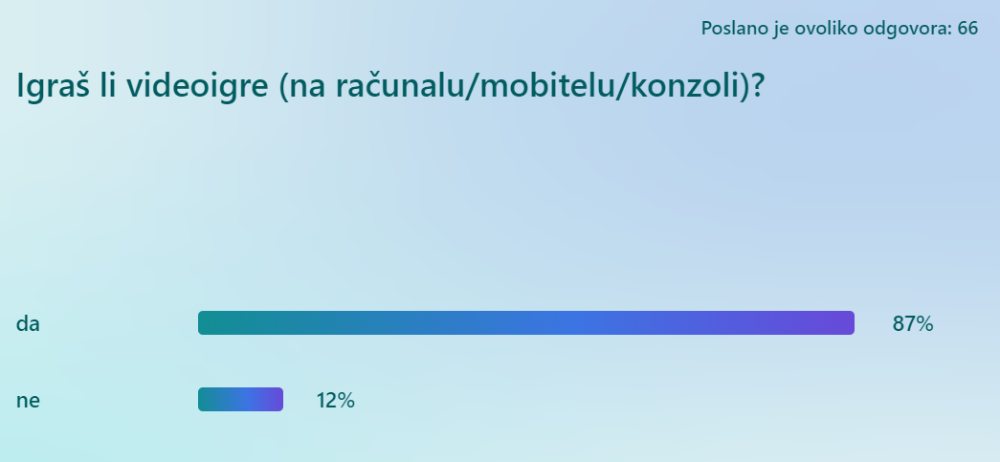 Poslano je ovoliko odgovora: 66
Igraš li videoigre (na računalu/mobitelu/konzoli)?
da 87%
ne 12%